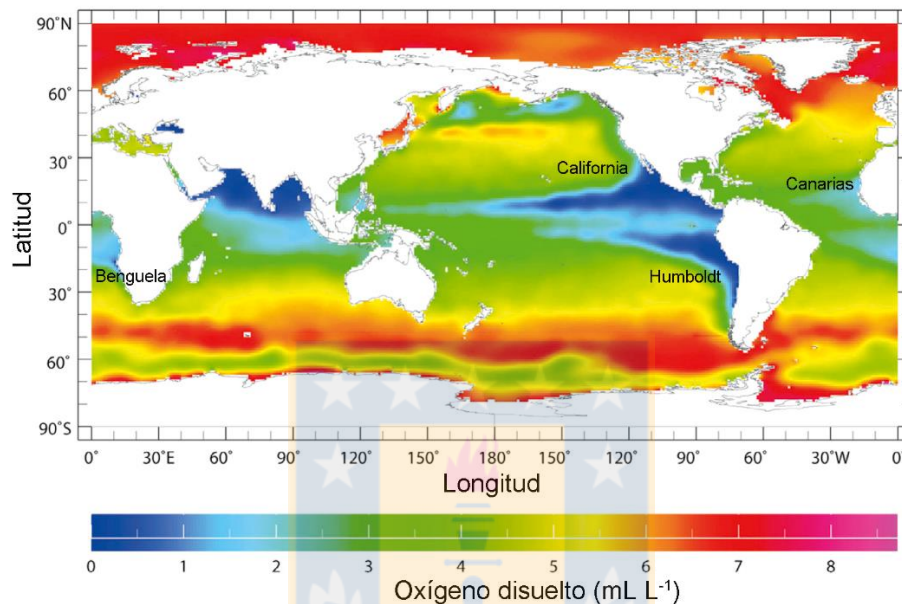 90˚N
60˚
30˚
0˚
30˚
60˚
90˚S
Latitud
California
Canarias
Benguela
Humboldt
0˚ 30˚E 60˚ 90˚ 120˚ 150˚ 180˚ 150˚ 120˚ 90˚ 60˚ 30˚W 0˚
Longitud
0 1 2 3 4 5 6 7 8
Oxígeno disuelto (mL L⁻¹)